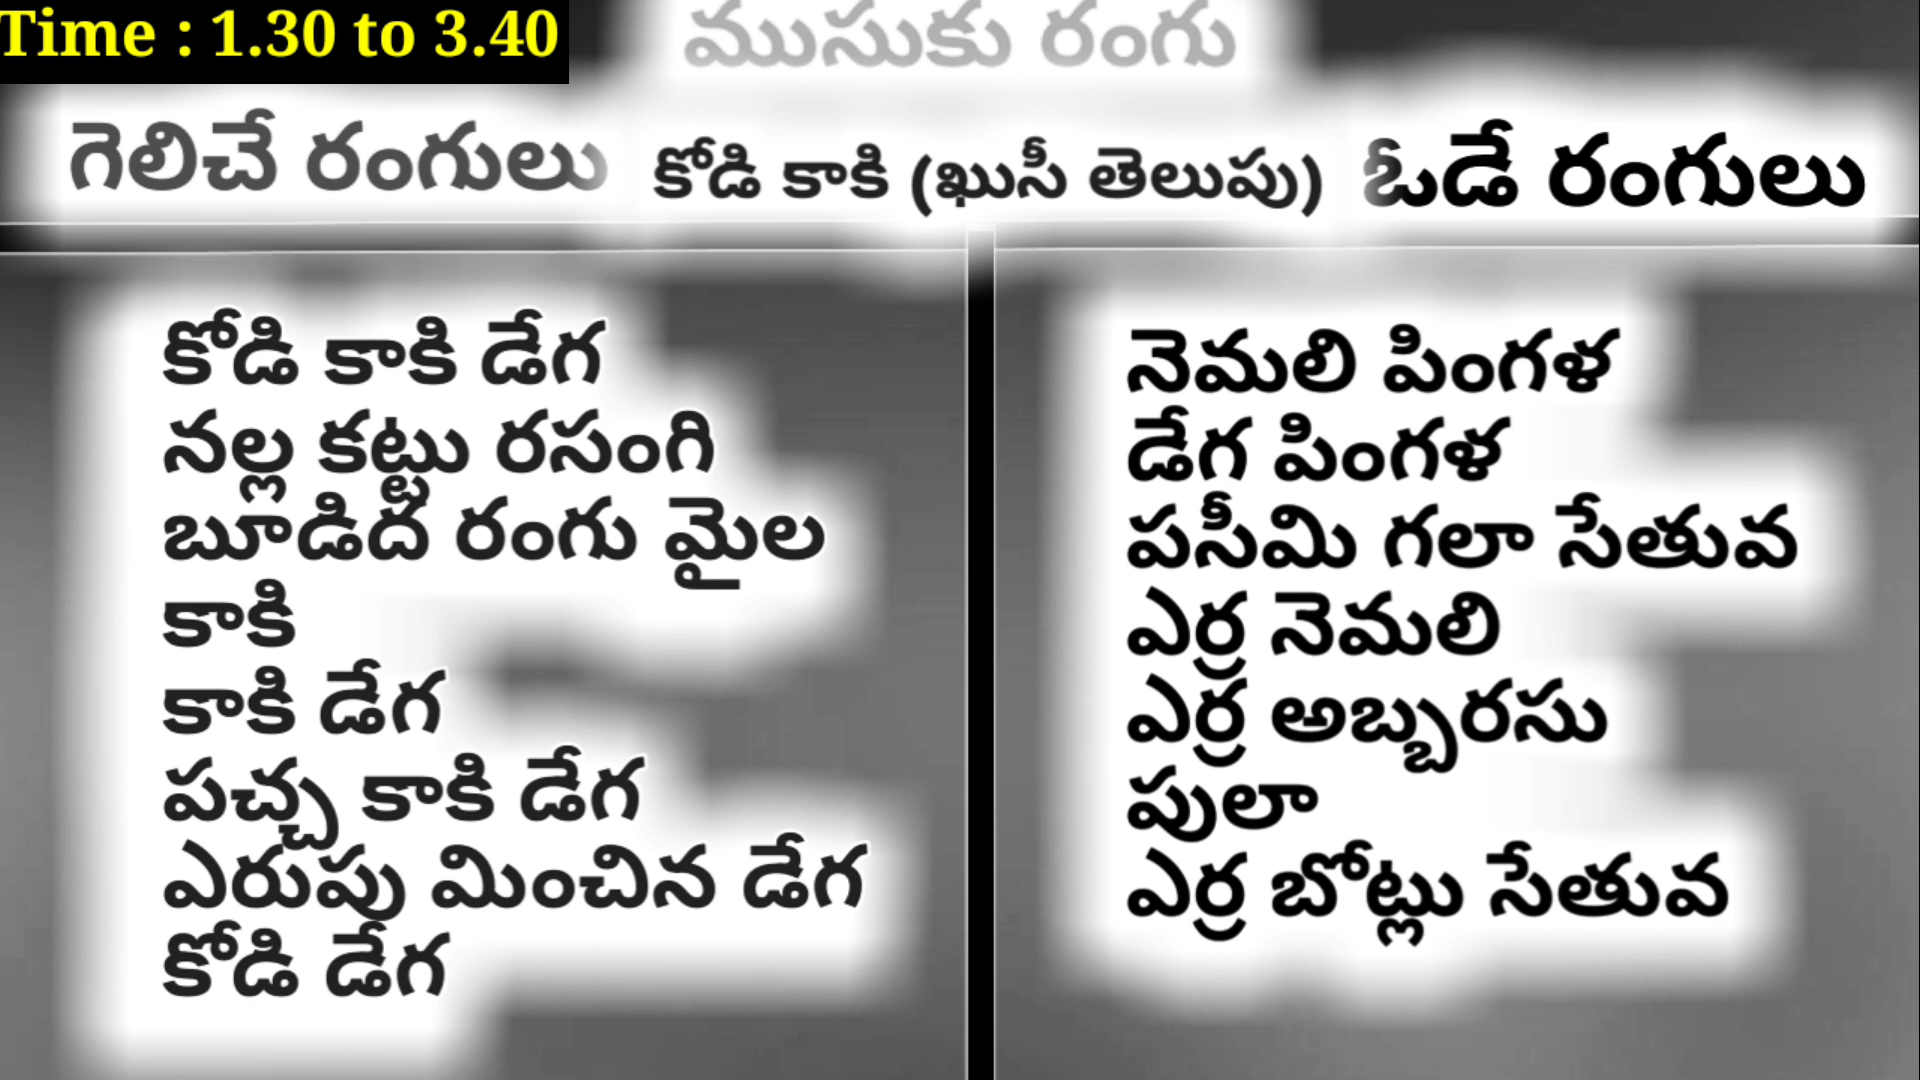 Time : 1.30 to 3.40
ముసుకు రంగు
గెలిచే రంగులు
కోడి కాకి (ఖుసీ తెలుపు)
ఓడే రంగులు
కోడి కాకి డేగ
నల్ల కట్టు రసంగి
బూడిద రంగు మైల
కాకి
కాకి డేగ
పచ్చ కాకి డేగ
ఎరుపు మించిన డేగ
కోడి డేగ
నెమలి పింగళ
డేగ పింగళ
పసీమి గలా సేతువ
ఎర్ర నెమలి
ఎర్ర అబ్బరసు
పులా
ఎర్ర బోట్లు సేతువ